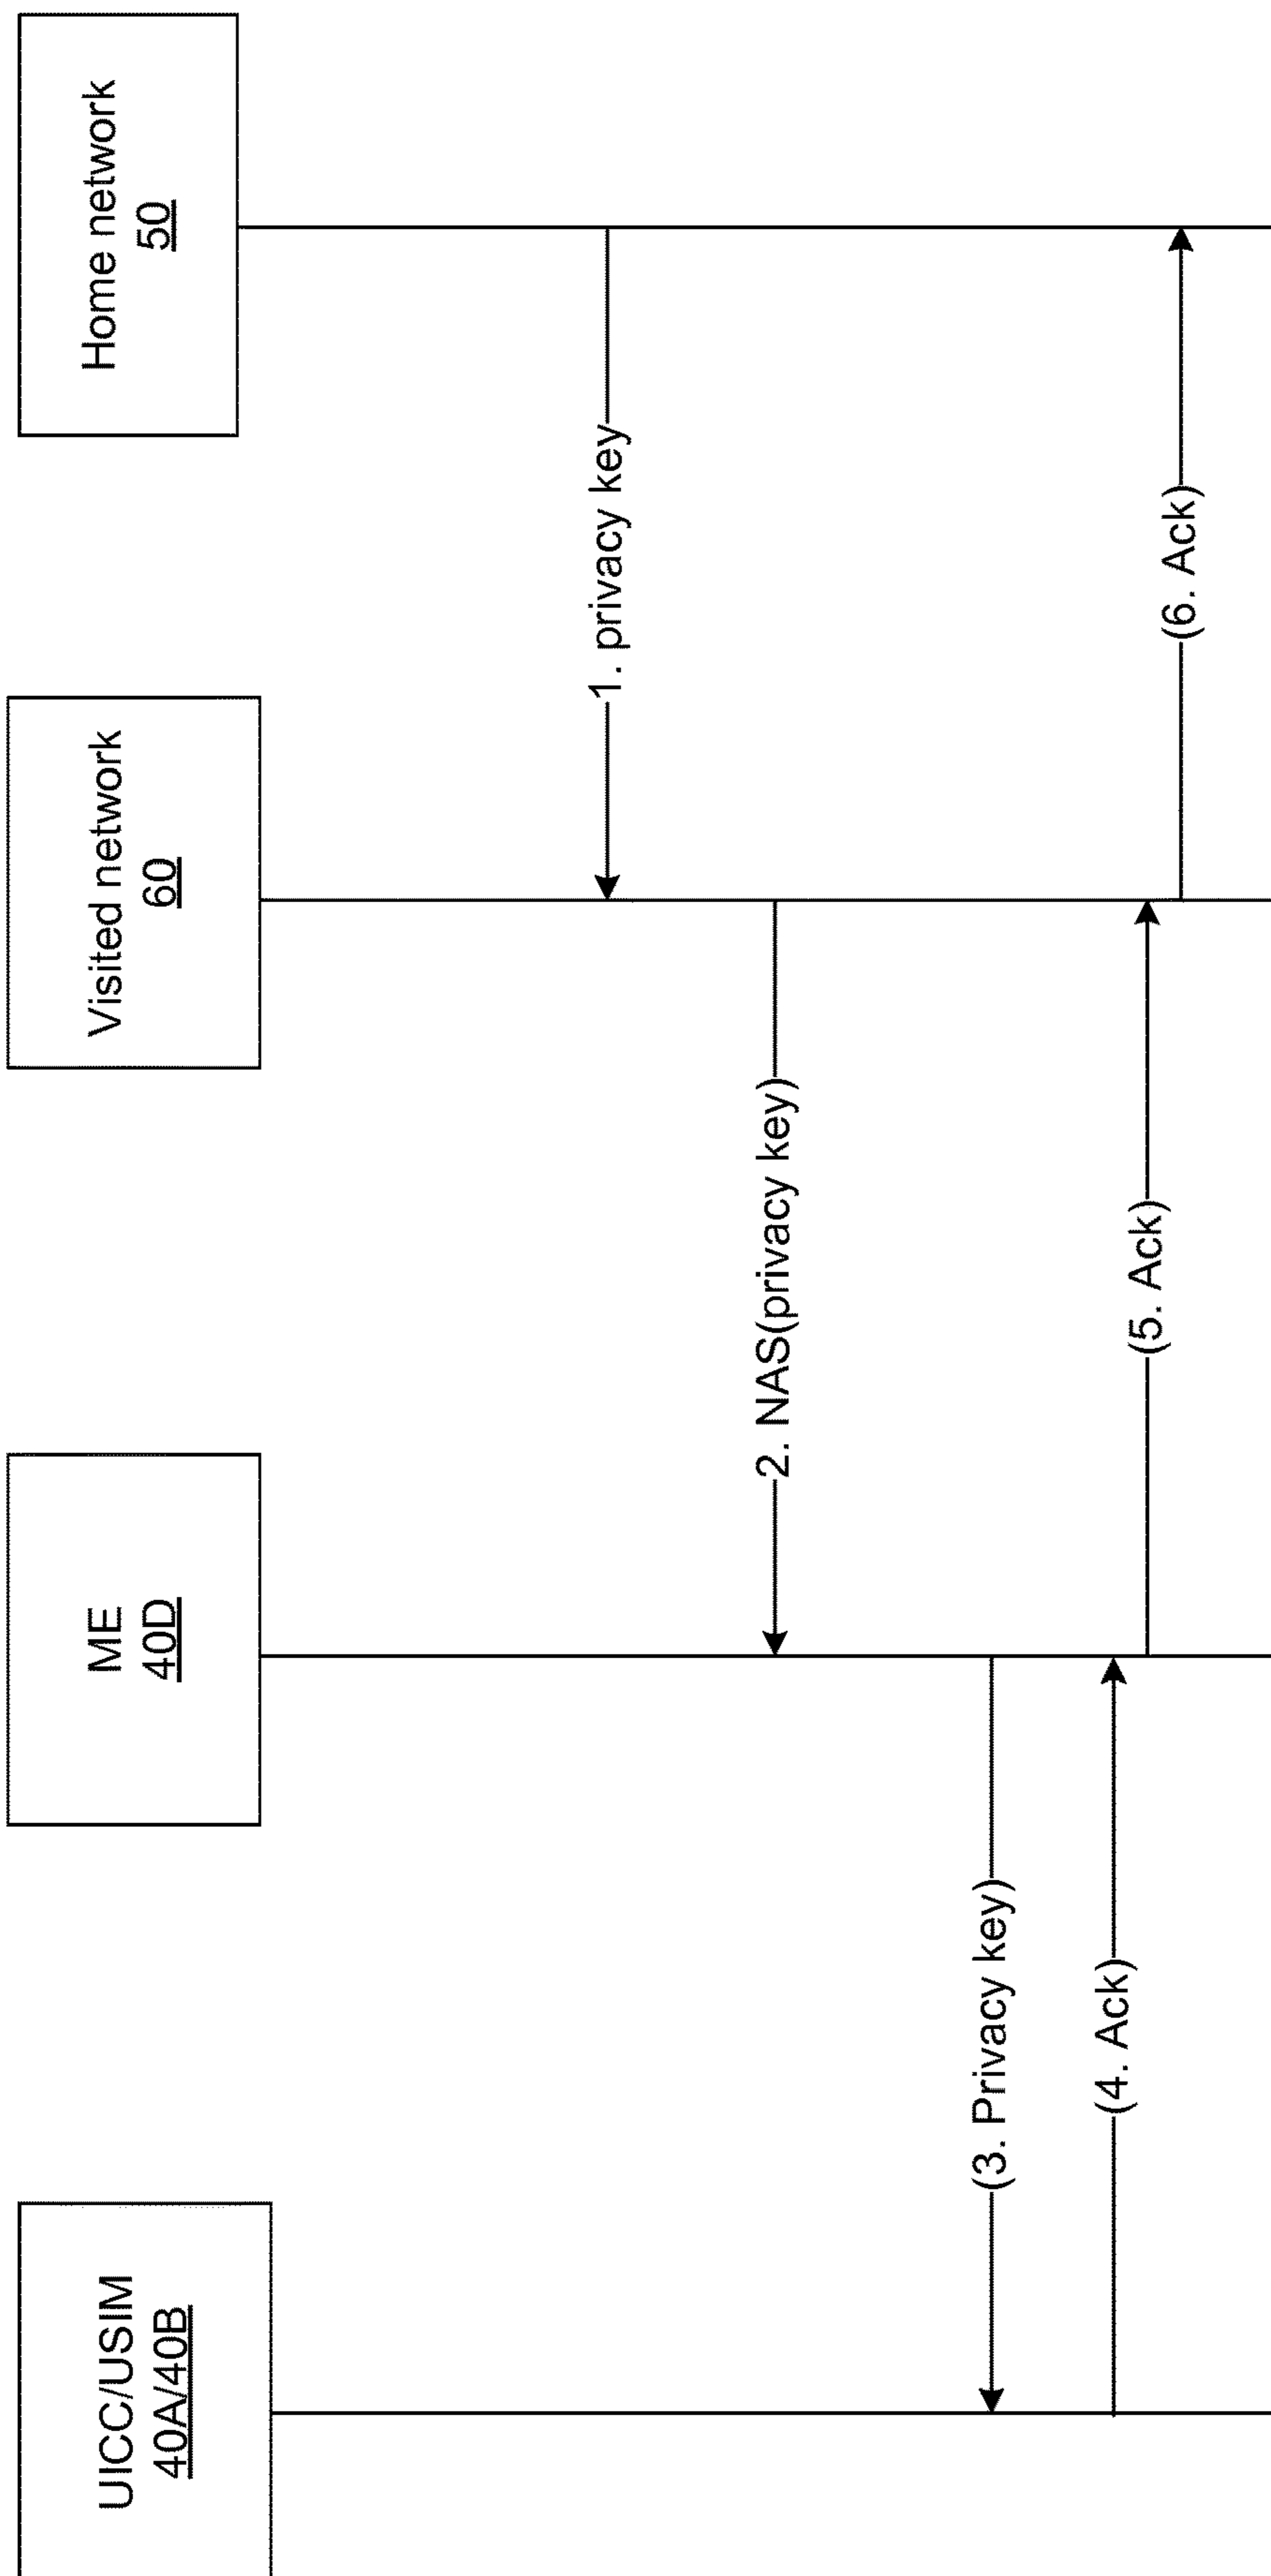 UICC/USIM
40A/40B
ME
40D
Visited network
60
Home network
50
1. privacy key
2. NAS(privacy key)
(3. Privacy key)
(4. Ack)
(5. Ack)
(6. Ack)